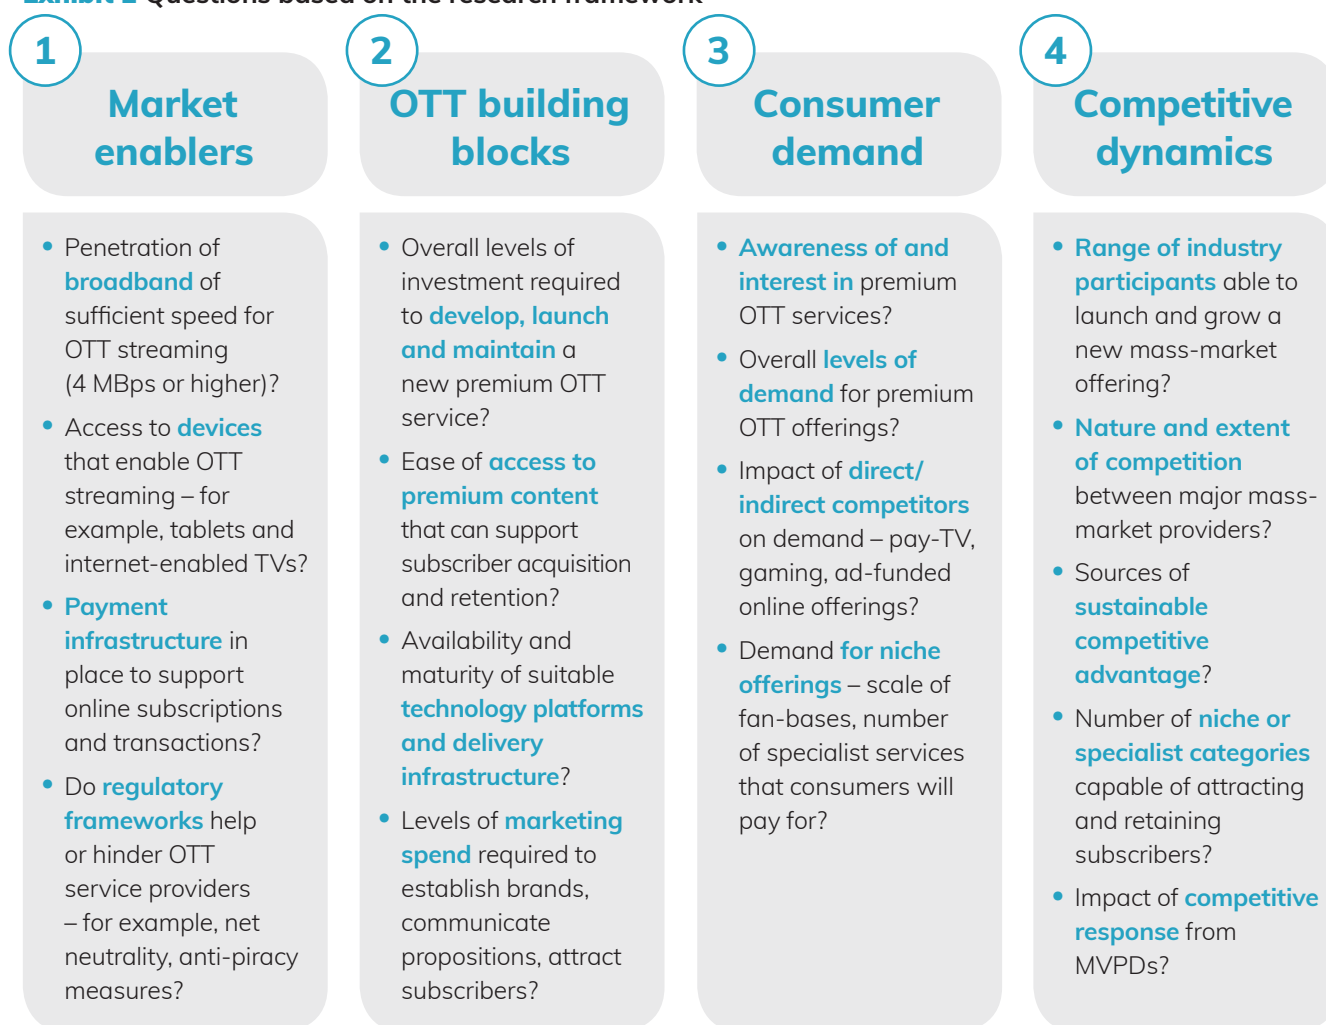 Exhibit 2 Questions based on the research framework
1
Market
enablers
• Penetration of
broadband of
sufficient speed for
OTT streaming
(4 MBps or higher)?
• Access to devices
that enable OTT
streaming – for
example, tablets and
internet-enabled TVs?
• Payment
infrastructure in
place to support
online subscriptions
and transactions?
• Do regulatory
frameworks help
or hinder OTT
service providers
– for example, net
neutrality, anti-piracy
measures?
2
OTT building
blocks
• Overall levels of
investment required
to develop, launch
and maintain a
new premium OTT
service?
• Ease of access to
premium content
that can support
subscriber acquisition
and retention?
• Availability and
maturity of suitable
technology platforms
and delivery
infrastructure?
• Levels of marketing
spend required to
establish brands,
communicate
propositions, attract
subscribers?
3
Consumer
demand
• Awareness of and
interest in premium
OTT services?
• Overall levels of
demand for premium
OTT offerings?
• Impact of direct/
indirect competitors
on demand – pay-TV,
gaming, ad-funded
online offerings?
• Demand for niche
offerings – scale of
fan-bases, number
of specialist services
that consumers will
pay for?
4
Competitive
dynamics
• Range of industry
participants able to
launch and grow a
new mass-market
offering?
• Nature and extent
of competition
between major mass-
market providers?
• Sources of
sustainable
competitive
advantage?
• Number of niche or
specialist categories
capable of attracting
and retaining
subscribers?
• Impact of competitive
response from
MVPDs?